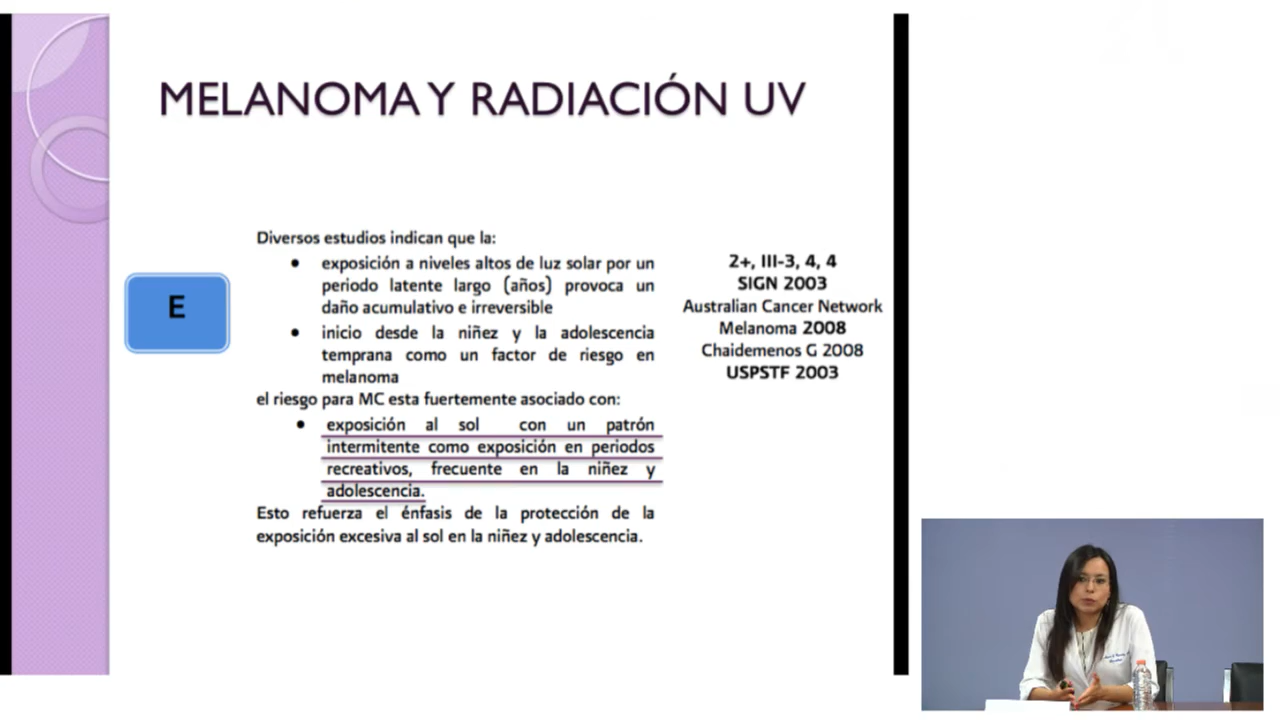 MELANOMA Y RADIACIÓN UV
Diversos estudios indican que la:
• exposición a niveles altos de luz solar por un
periodo latente largo (años) provoca un
daño acumulativo e irreversible
• inicio desde la niñez y la adolescencia
temprana como un factor de riesgo en
melanoma
el riesgo para MC esta fuertemente asociado con:
• exposición al sol con un patrón
intermitente como exposición en periodos
recreativos, frecuente en la niñez y
adolescencia.
Esto refuerza el énfasis de la protección de la
exposición excesiva al sol en la niñez y adolescencia.
E
2+, III-3, 4, 4
SIGN 2003
Australian Cancer Network
Melanoma 2008
Chaidemenos G 2008
USPSTF 2003